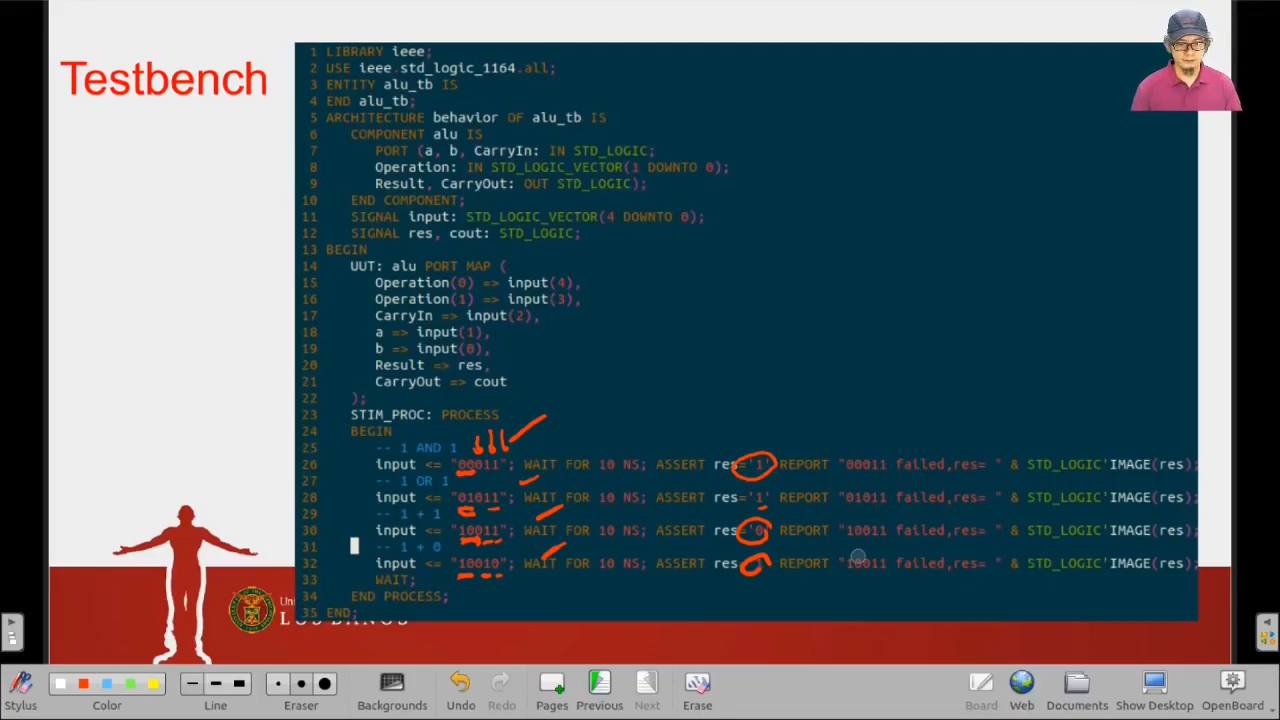 Testbench
1 LIBRARY ieee;
2 USE ieee.std_logic_1164.all;
3 ENTITY alu_tb IS
4 END alu_tb;
5 ARCHITECTURE behavior OF alu_tb IS
6 COMPONENT alu IS
7 PORT (a, b, CarryIn: IN STD_LOGIC;
8 Operation: IN STD_LOGIC_VECTOR(1 DOWNTO 0);
9 Result, CarryOut: OUT STD_LOGIC);
10 END COMPONENT;
11 SIGNAL input: STD_LOGIC_VECTOR(4 DOWNTO 0);
12 SIGNAL res, cout: STD_LOGIC;
13 BEGIN
14 UUT: alu PORT MAP (
15 Operation(0) => input(4),
16 Operation(1) => input(3),
17 CarryIn => input(2),
18 a => input(1),
19 b => input(0),
20 Result => res,
21 CarryOut => cout
22 );
23 STIM_PROC: PROCESS
24 BEGIN
25 -- 1 AND 1
26 input <= "00011"; WAIT FOR 10 NS; ASSERT res='1' REPORT "00011 failed,res= " & STD_LOGIC'IMAGE(res);
27 -- 1 OR 1
28 input <= "01011"; WAIT FOR 10 NS; ASSERT res='1' REPORT "01011 failed,res= " & STD_LOGIC'IMAGE(res);
29 -- 1 + 1
30 input <= "10011"; WAIT FOR 10 NS; ASSERT res='0' REPORT "10011 failed,res= " & STD_LOGIC'IMAGE(res);
31 -- 1 + 0
32 input <= "10010"; WAIT FOR 10 NS; ASSERT res= REPORT "10011 failed,res= " & STD_LOGIC'IMAGE(res);
33 WAIT;
34 END PROCESS;
35 END;
Stylus
Color
Line
Eraser
Backgrounds
Undo
Redo
Pages
Previous
Next
Erase
Board
Web
Documents
Show Desktop
OpenBoard